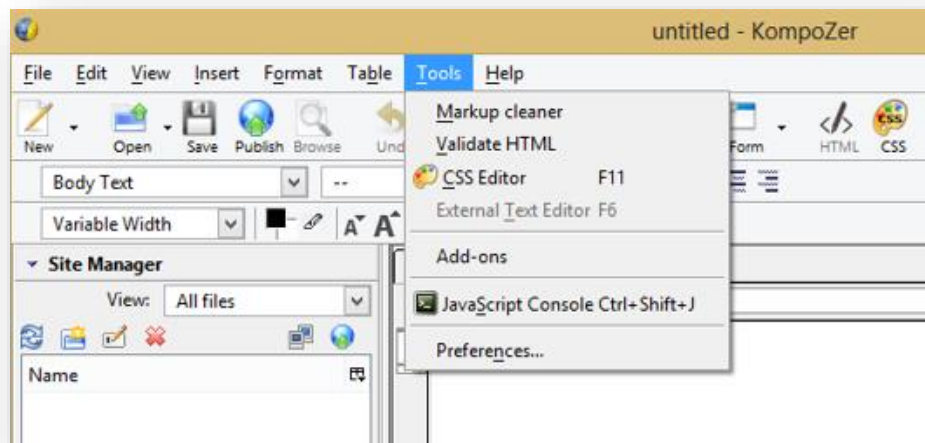 untitled - KompoZer
File Edit View Insert Format Table Tools Help
New Open Save Publish Browse Und Form HTML CSS
Body Text --
Variable Width A A
Site Manager
View: All files
Name
Markup cleaner
Validate HTML
CSS Editor F11
External Text Editor F6
Add-ons
JavaScript Console Ctrl+Shift+J
Preferences...